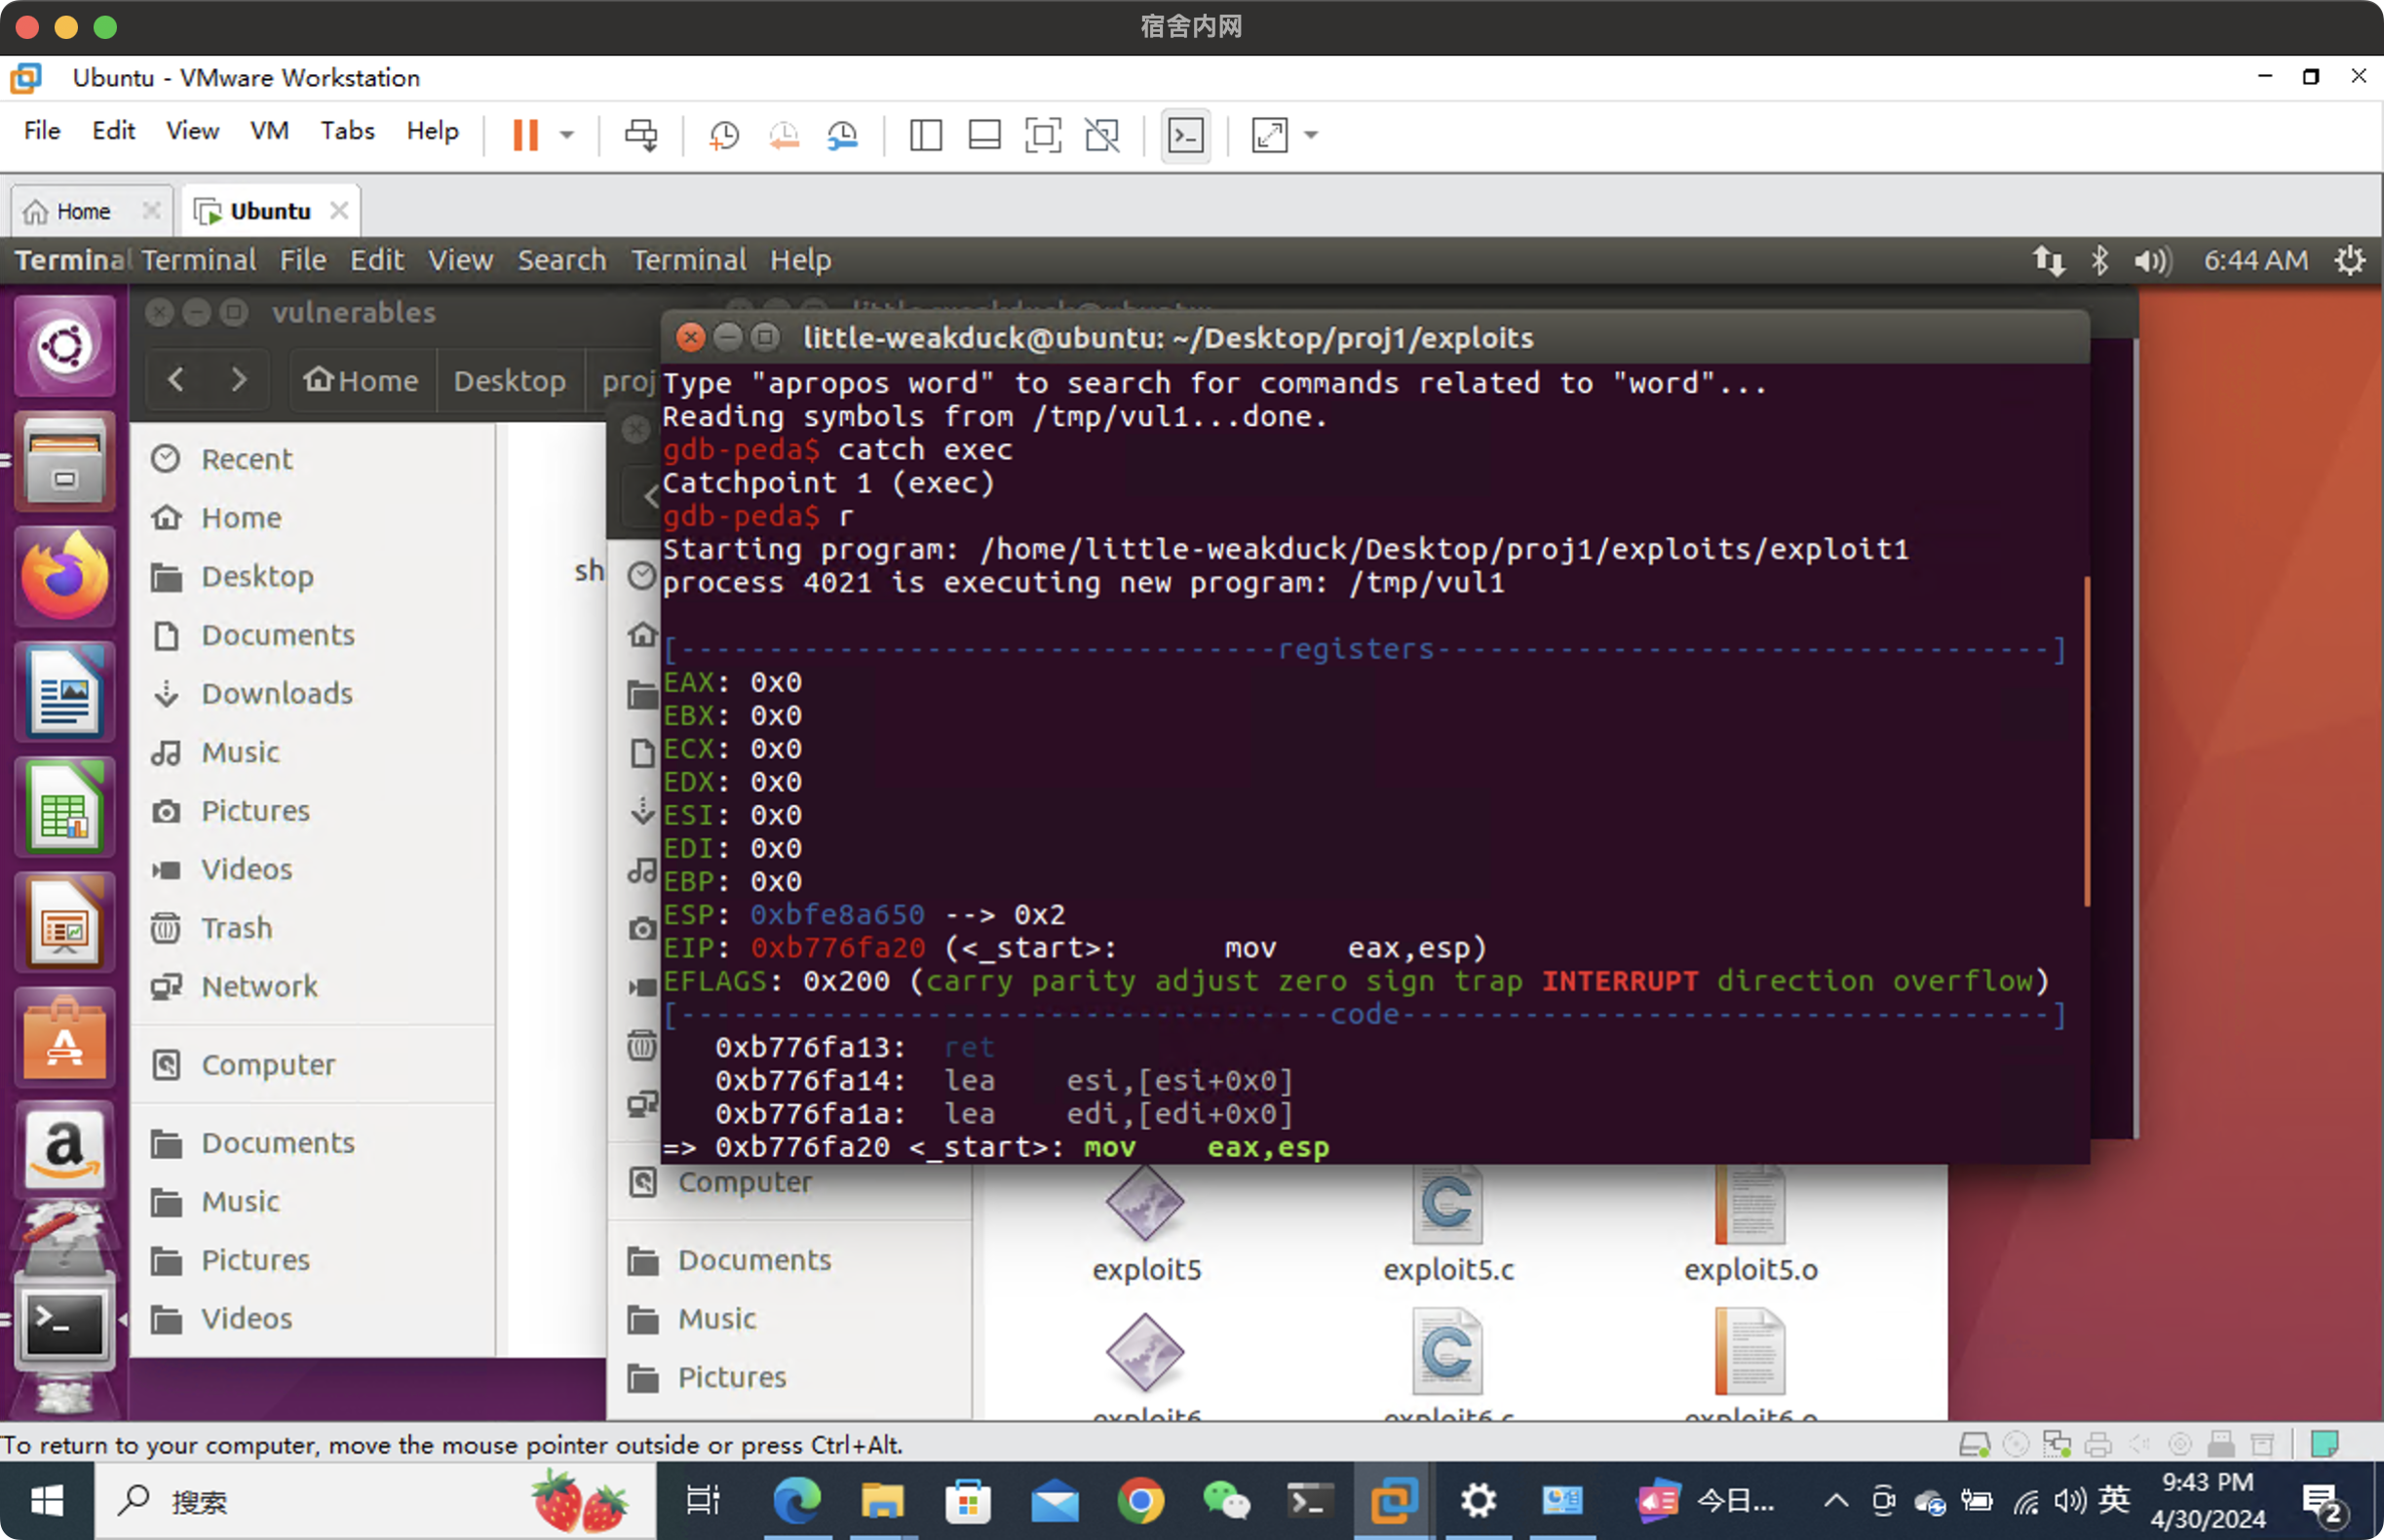 宿舍内网
Ubuntu - VMware Workstation
File Edit View VM Tabs Help
Home Ubuntu
Terminal Terminal File Edit View Search Terminal Help 6:44 AM
vulnerables
Home Desktop proj
little-weakduck@ubuntu: ~/Desktop/proj1/exploits
Type "apropos word" to search for commands related to "word"...
Reading symbols from /tmp/vul1...done.
gdb-peda$ catch exec
Catchpoint 1 (exec)
gdb-peda$ r
Starting program: /home/little-weakduck/Desktop/proj1/exploits/exploit1
process 4021 is executing new program: /tmp/vul1
[----------------------------------registers-----------------------------------]
EAX: 0x0
EBX: 0x0
ECX: 0x0
EDX: 0x0
ESI: 0x0
EDI: 0x0
EBP: 0x0
ESP: 0xbfe8a650 --> 0x2
EIP: 0xb776fa20 (<_start>: mov eax,esp)
EFLAGS: 0x200 (carry parity adjust zero sign trap INTERRUPT direction overflow)
[-------------------------------------code-------------------------------------]
0xb776fa13: ret
0xb776fa14: lea esi,[esi+0x0]
0xb776fa1a: lea edi,[edi+0x0]
=> 0xb776fa20 <_start>: mov eax,esp
Recent
Home
Desktop
Documents
Downloads
Music
Pictures
Videos
Trash
Network
Computer
Documents
Music
Pictures
Videos
sh
Computer
Documents
Music
Pictures
exploit5 exploit5.c exploit5.o
exploit6 exploit6.c exploit6.o
To return to your computer, move the mouse pointer outside or press Ctrl+Alt.
搜索
今日...
英
9:43 PM
4/30/2024
2